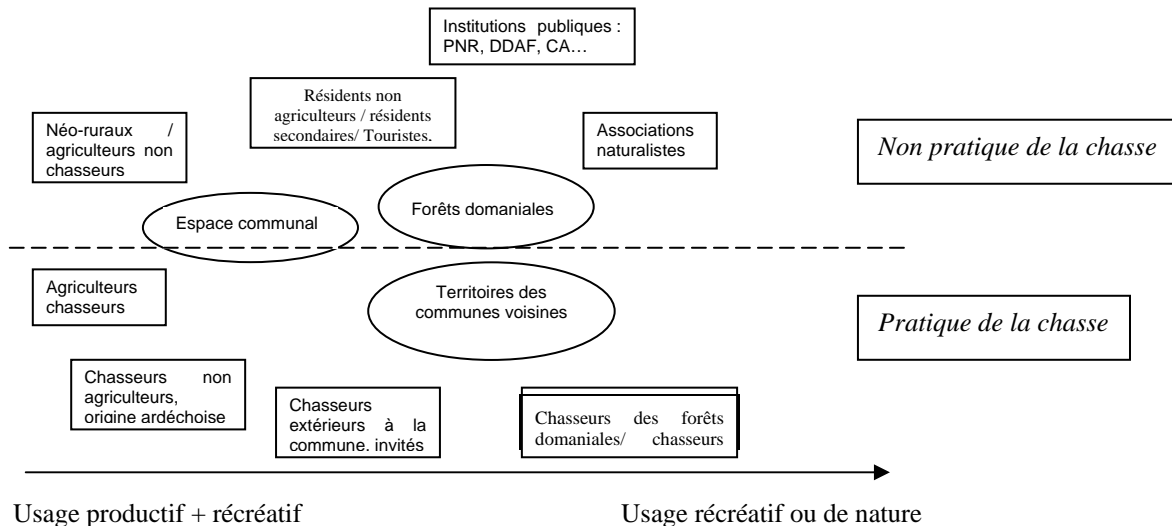 Institutions publiques :
PNR, DDAF, CA…
Résidents non
agriculteurs / résidents
secondaires/ Touristes.
Néo-ruraux /
agriculteurs non
chasseurs
Associations
naturalistes
Non pratique de la chasse
Espace communal
Forêts domaniales
Agriculteurs
chasseurs
Territoires des
communes voisines
Pratique de la chasse
Chasseurs non
agriculteurs,
origine ardéchoise
Chasseurs
extérieurs à la
commune. invités
Chasseurs des forêts
domaniales/ chasseurs
Usage productif + récréatif
Usage récréatif ou de nature